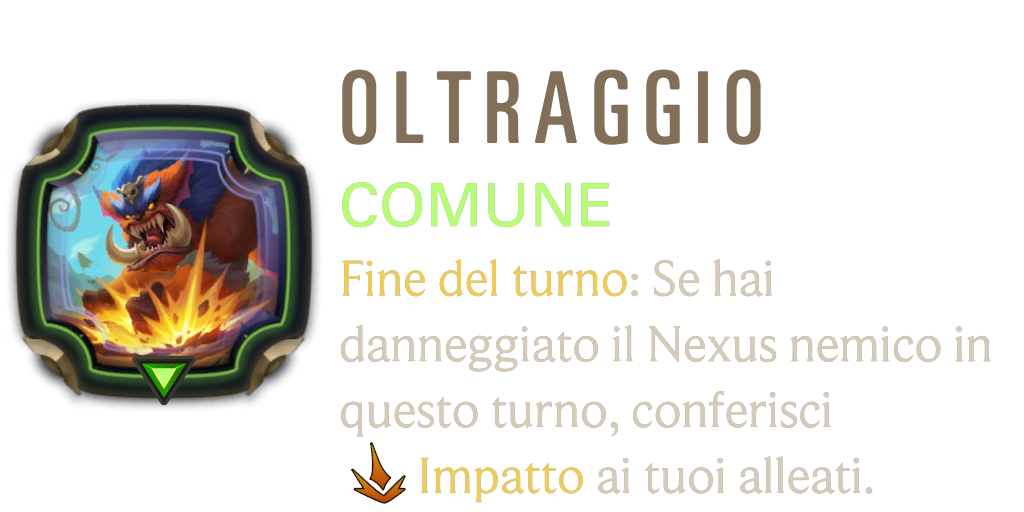 OLTRAGGIO
COMUNE
Fine del turno: Se hai
danneggiato il Nexus nemico in
questo turno, conferisci
Impatto ai tuoi alleati.